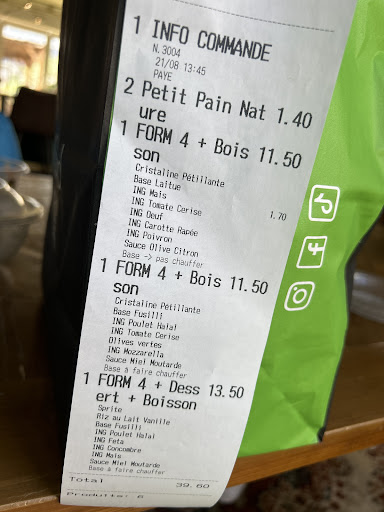 1 INFO COMMANDE
N.3004
21/08 13:45
PAYE
2 Petit Pain Nat 1.40
ure
1 FORM 4 + Bois 11.50
son
Cristaline Pétillante
Base Laitue
ING Maïs 1.70
ING Tomate Cerise
ING Oeuf
ING Carotte Rapée
ING Poivron
Sauce Olive Citron
Base -> pas chauffer
1 FORM 4 + Bois 11.50
son
Cristaline Pétillante
Base Fusilli
ING Poulet Halal
ING Tomate Cerise
Olives vertes
ING Mozzarella
Sauce Miel Moutarde
Base à faire chauffer
1 FORM 4 + Dess 13.50
ert + Boisson
Sprite
Riz au Lait Vanille
Base Fusilli
ING Poulet Halal
ING Feta
ING Concombre
ING Maïs
Sauce Miel Moutarde
Base à faire chauffer
Total 39.60
Produits: 6